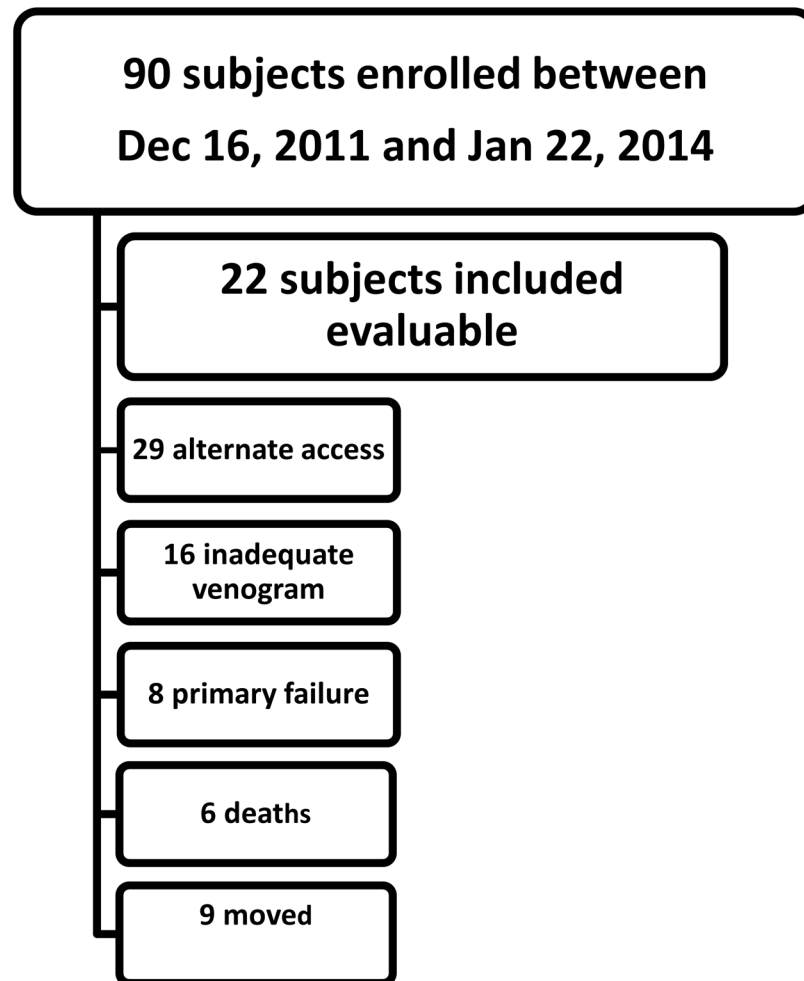 90 subjects enrolled between
Dec 16, 2011 and Jan 22, 2014
22 subjects included
evaluable
29 alternate access
16 inadequate
venogram
8 primary failure
6 deaths
9 moved